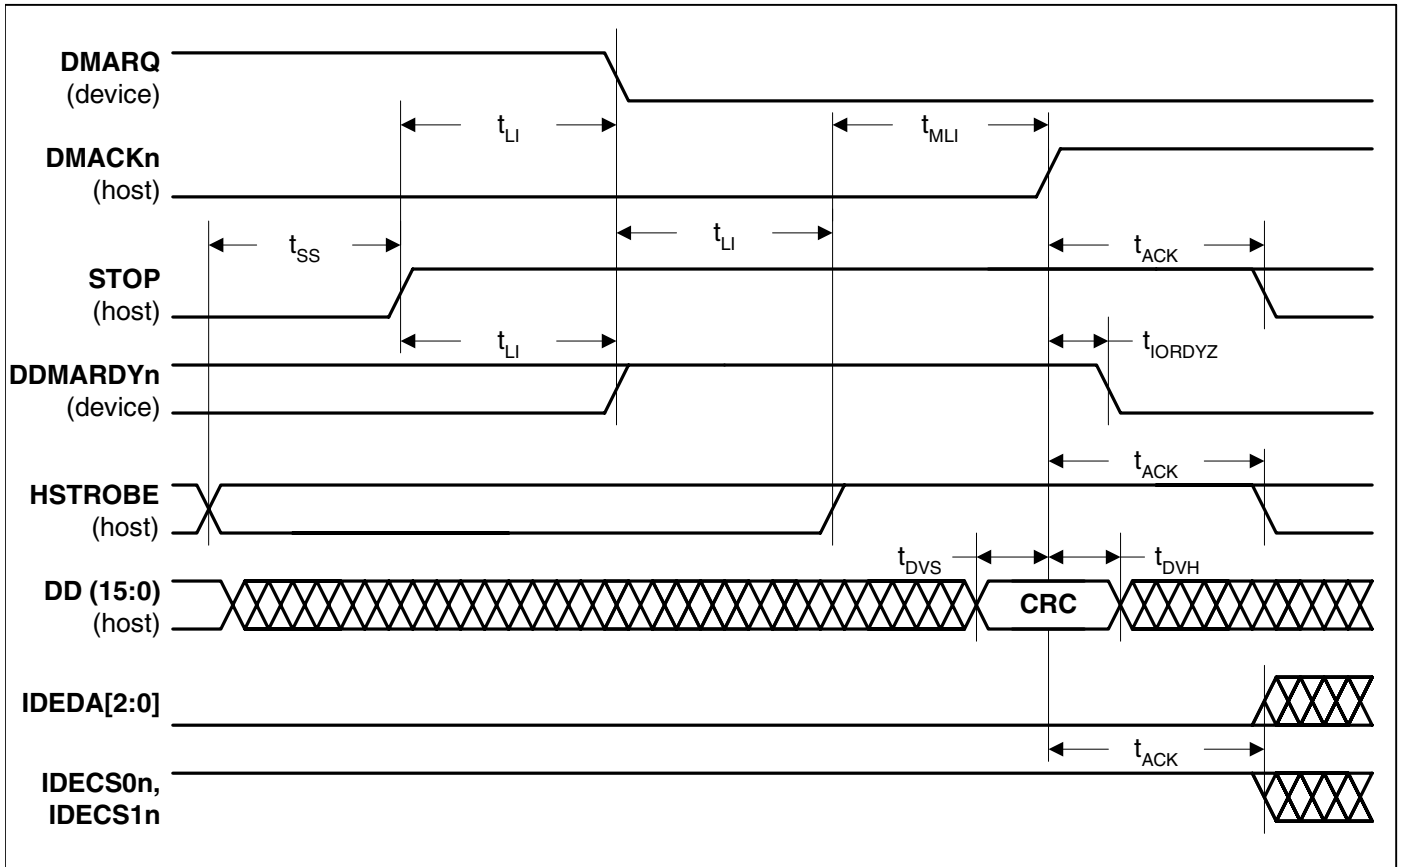 DMARQ
(device)
tLI
tMLI
DMACKn
(host)
tSS
tLI
tACK
STOP
(host)
tLI
tIORDYZ
DDMARDYn
(device)
tACK
HSTROBE
(host)
tDVS
tDVH
DD (15:0)
(host)
CRC
IDEDA[2:0]
tACK
IDECS0n,
IDECS1n